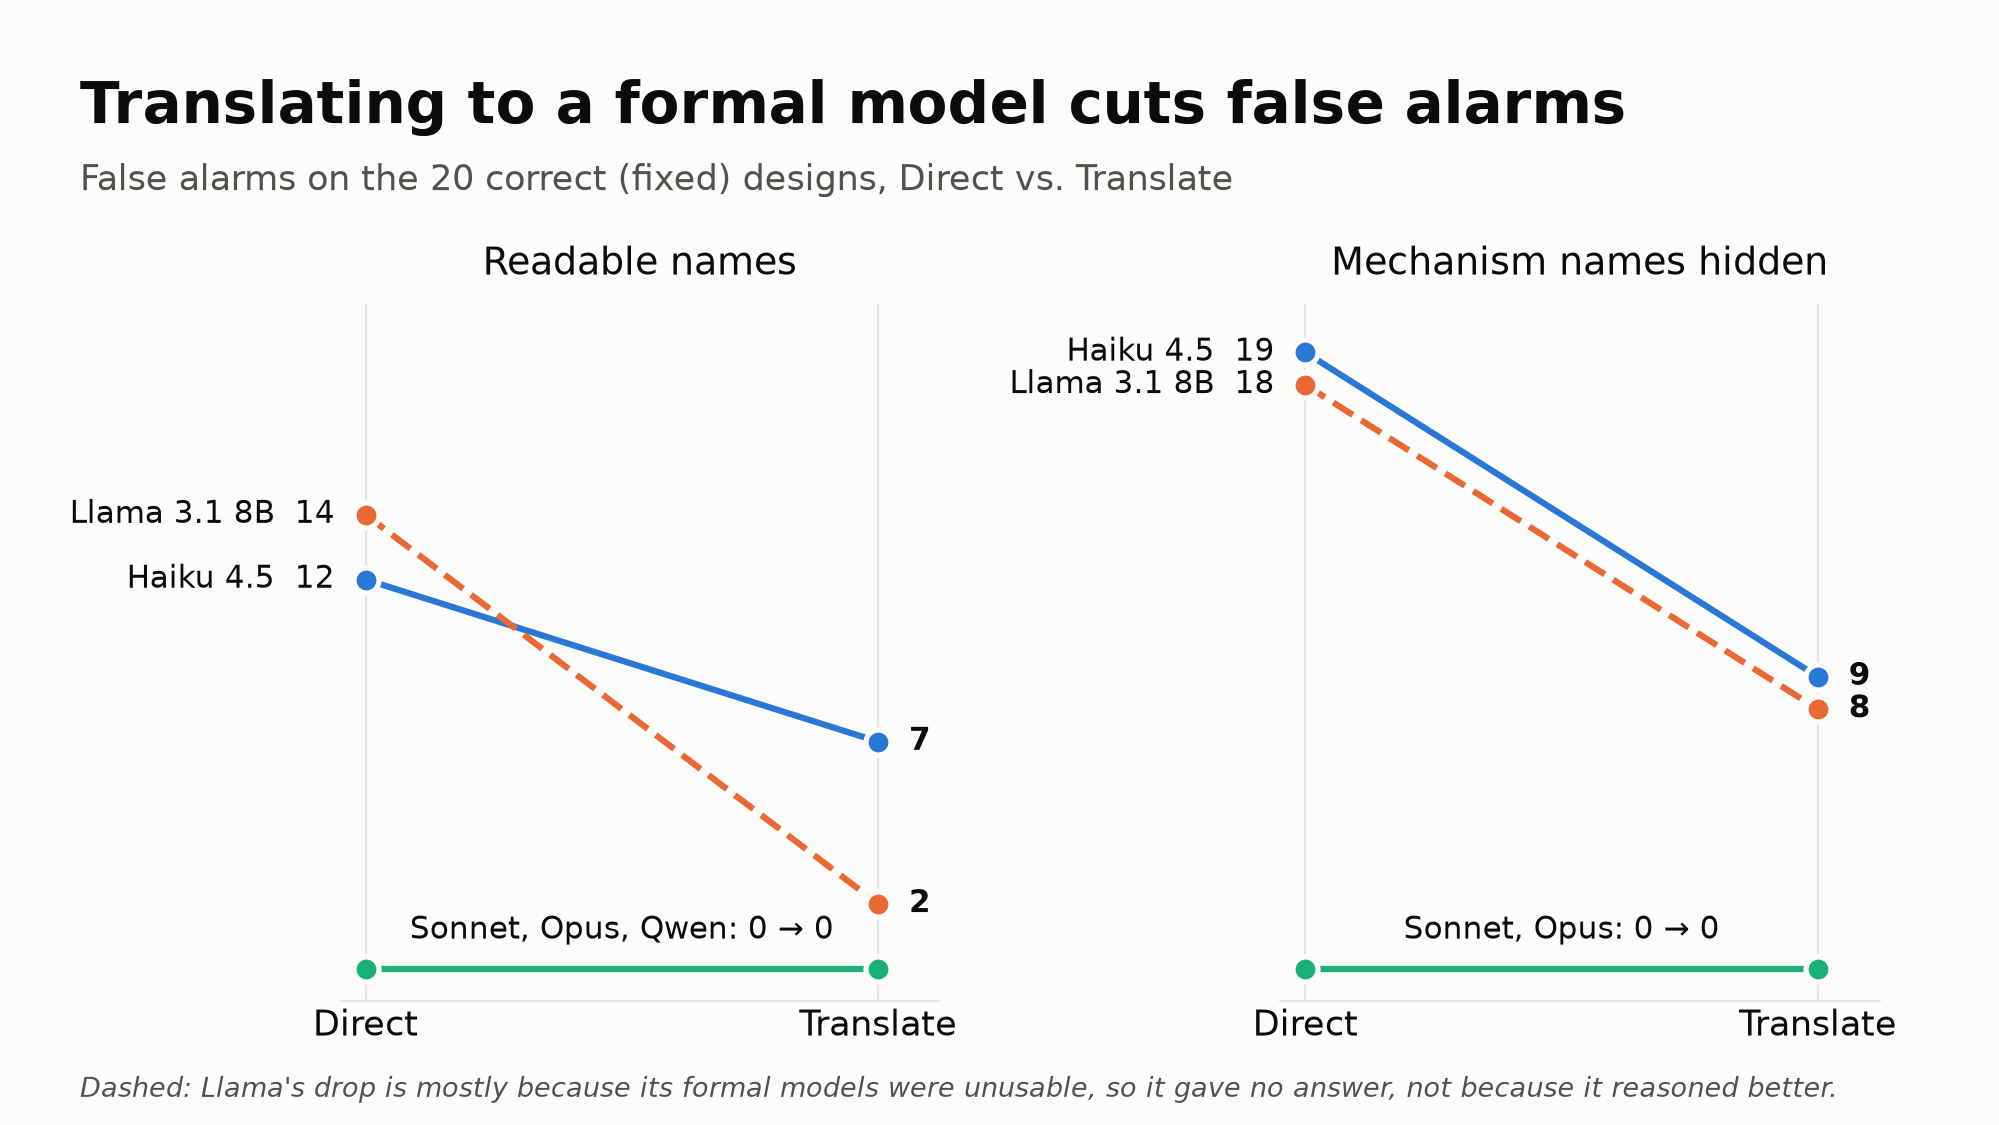 Translating to a formal model cuts false alarms
False alarms on the 20 correct (fixed) designs, Direct vs. Translate
Readable names
Llama 3.1 8B 14
Haiku 4.5 12
7
2
Sonnet, Opus, Qwen: 0 → 0
Direct
Translate
Mechanism names hidden
Haiku 4.5 19
Llama 3.1 8B 18
9
8
Sonnet, Opus: 0 → 0
Direct
Translate
Dashed: Llama's drop is mostly because its formal models were unusable, so it gave no answer, not because it reasoned better.